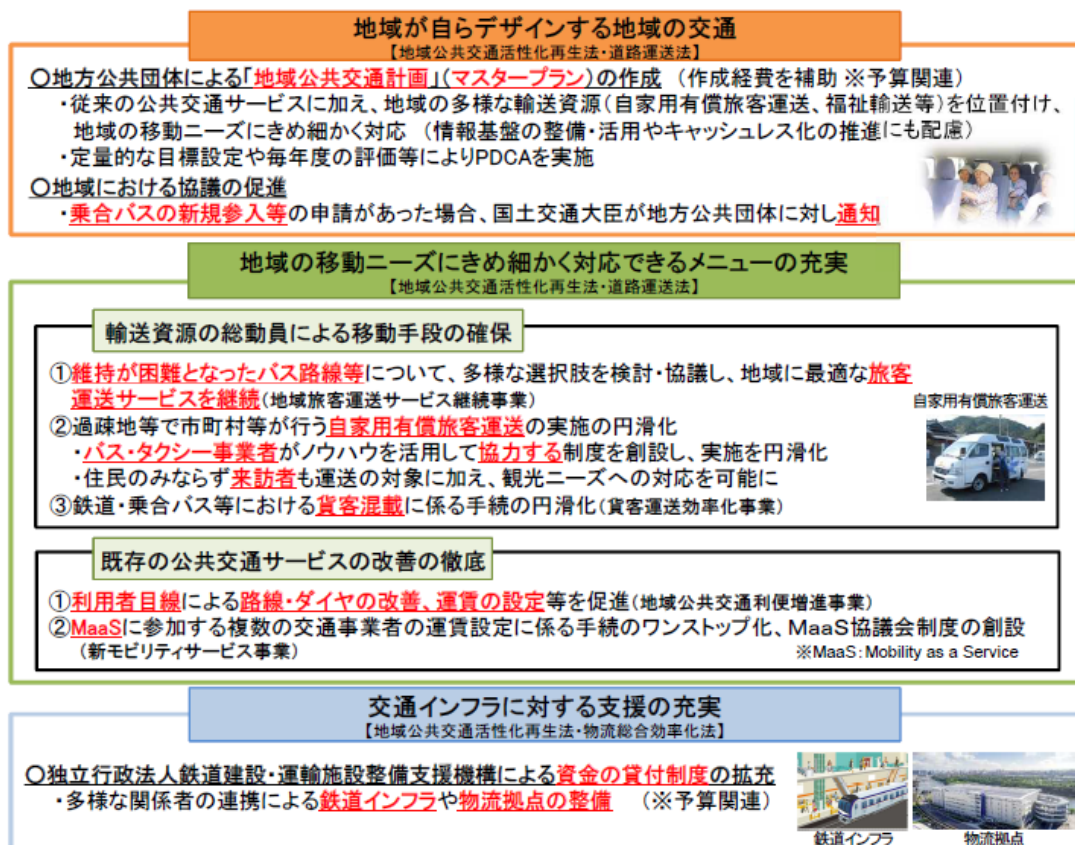 地域が自らデザインする地域の交通
【地域公共交通活性化再生法・道路運送法】
〇地方公共団体による「地域公共交通計画」(マスタープラン)の作成 (作成経費を補助 ※予算関連)
・従来の公共交通サービスに加え、地域の多様な輸送資源(自家用有償旅客運送、福祉輸送等)を位置付け、
地域の移動ニーズにきめ細かく対応 (情報基盤の整備・活用やキャッシュレス化の推進にも配慮)
・定量的な目標設定や毎年度の評価等によりPDCAを実施
〇地域における協議の促進
・乗合バスの新規参入等の申請があった場合、国土交通大臣が地方公共団体に対し通知
地域の移動ニーズにきめ細かく対応できるメニューの充実
【地域公共交通活性化再生法・道路運送法】
輸送資源の総動員による移動手段の確保
①維持が困難となったバス路線等について、多様な選択肢を検討・協議し、地域に最適な旅客
運送サービスを継続(地域旅客運送サービス継続事業)
自家用有償旅客運送
②過疎地等で市町村等が行う自家用有償旅客運送の実施の円滑化
・バス・タクシー事業者がノウハウを活用して協力する制度を創設し、実施を円滑化
・住民のみならず来訪者も運送の対象に加え、観光ニーズへの対応を可能に
③鉄道・乗合バス等における貨客混載に係る手続の円滑化(貨客運送効率化事業)
既存の公共交通サービスの改善の徹底
①利用者目線による路線・ダイヤの改善、運賃の設定等を促進(地域公共交通利便増進事業)
②MaaSに参加する複数の交通事業者の運賃設定に係る手続のワンストップ化、MaaS協議会制度の創設
(新モビリティサービス事業) ※MaaS:Mobility as a Service
交通インフラに対する支援の充実
【地域公共交通活性化再生法・物流総合効率化法】
〇独立行政法人鉄道建設・運輸施設整備支援機構による資金の貸付制度の拡充
・多様な関係者の連携による鉄道インフラや物流拠点の整備 (※予算関連)
鉄道インフラ 物流拠点